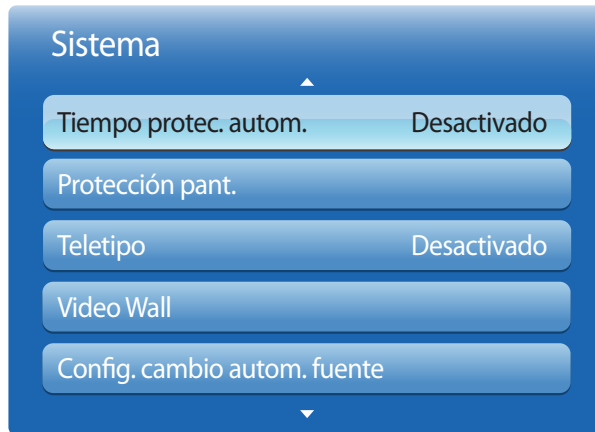 Sistema
Tiempo protec. autom. Desactivado
Protección pant.
Teletipo Desactivado
Video Wall
Config. cambio autom. fuente